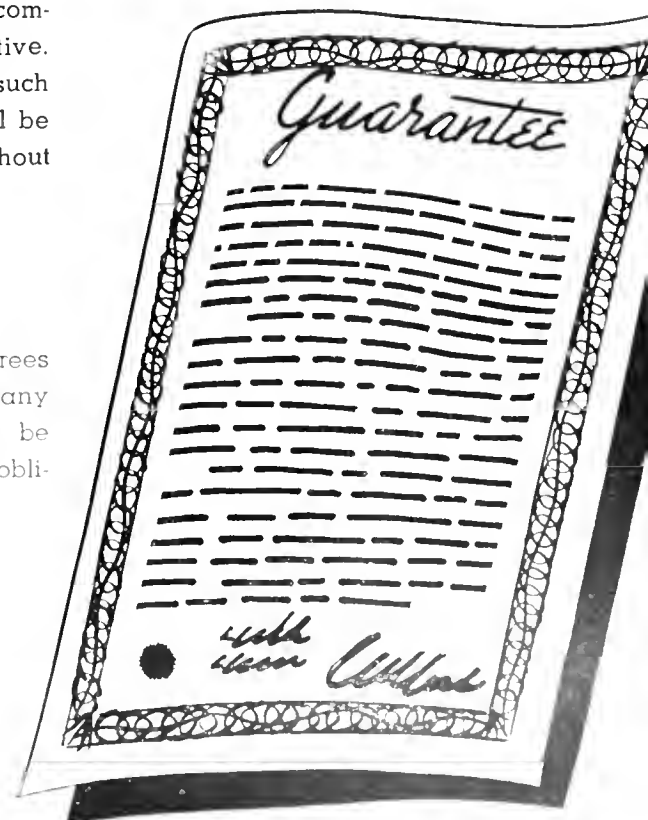 com-
tive.
such
l be
hout
rees
any
be
obli-
Guarantee